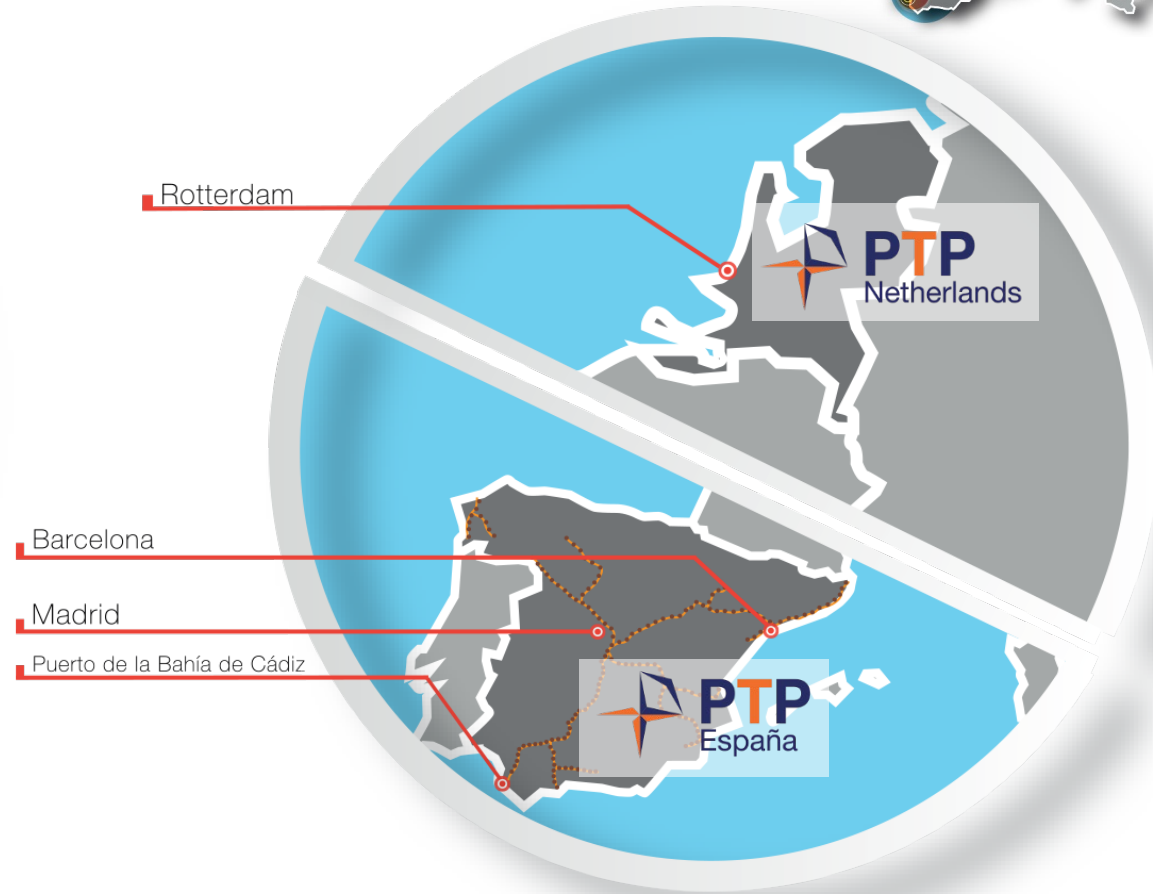 Rotterdam
PTP
Netherlands
Barcelona
Madrid
Puerto de la Bahía de Cádiz
PTP
España